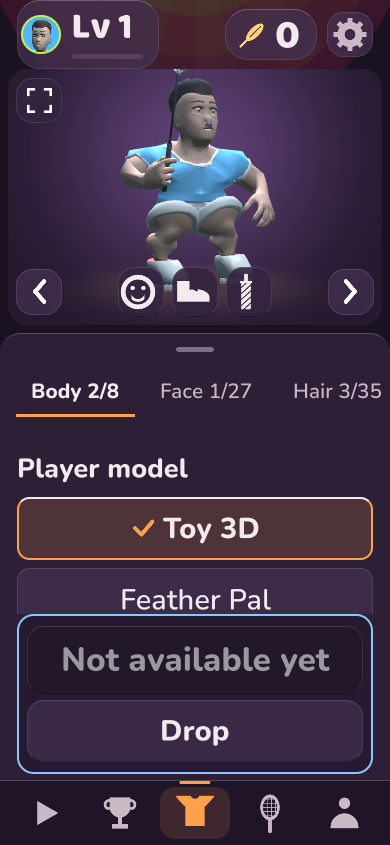 Lv 1
0
Body 2/8
Face 1/27
Hair 3/35
Player model
Toy 3D
Feather Pal
Not available yet
Drop